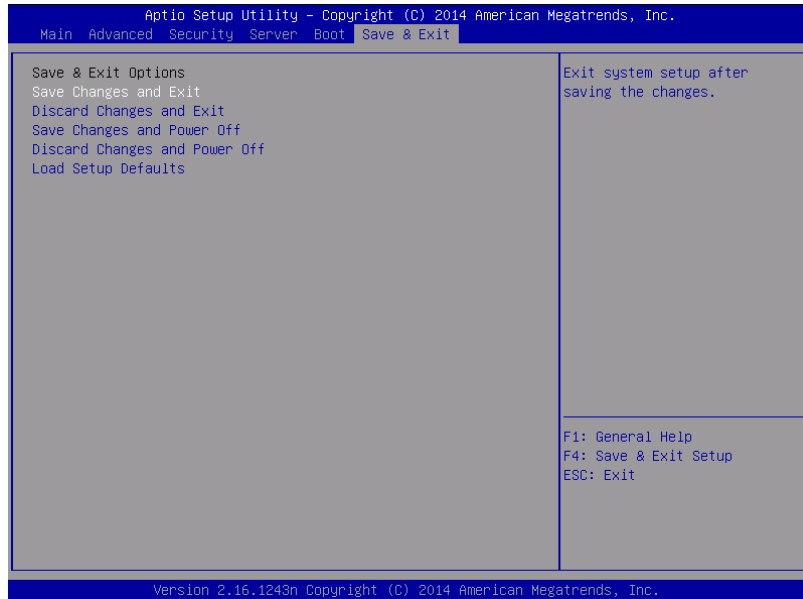 Aptio Setup Utility – Copyright (C) 2014 American Megatrends, Inc.
Main Advanced Security Server Boot Save & Exit
Save & Exit Options
Save Changes and Exit
Discard Changes and Exit
Save Changes and Power Off
Discard Changes and Power Off
Load Setup Defaults
Exit system setup after
saving the changes.
F1: General Help
F4: Save & Exit Setup
ESC: Exit
Version 2.16.1243n Copyright (C) 2014 American Megatrends, Inc.